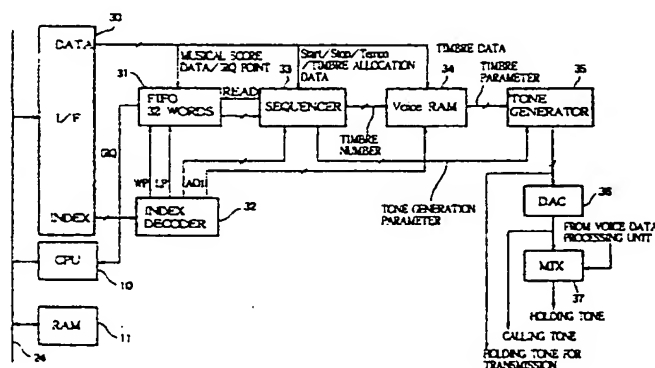 30
DATA
MUSICAL SCORE
DATA/IRQ POINT
Start/Stop/Tempo
/TIMBRE ALLOCATION
DATA
TIMBRE DATA
TIMBRE
PARAMETER
31
FIFO
32 WORDS
READ
33
SEQUENCER
34
Voice RAM
35
TONE
GENERATOR
I/F
IRQ
TIMBRE
NUMBER
WP
LP
AD1
INDEX
INDEX
DECODER
32
TONE GENERATION
PARAMETER
DAC
36
FROM VOICE DATA
PROCESSING UNIT
CPU
10
MIX
37
HOLDING TONE
RAM
11
CALLING TONE
HOLDING TONE FOR
TRANSMISSION
24